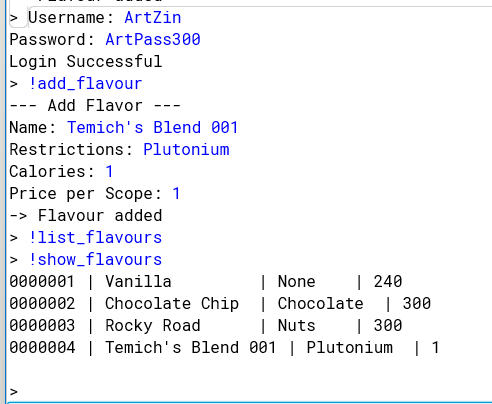 > Username: ArtZin
Password: ArtPass300
Login Successful
> !add_flavour
--- Add Flavor ---
Name: Temich's Blend 001
Restrictions: Plutonium
Calories: 1
Price per Scope: 1
-> Flavour added
> !list_flavours
> !show_flavours
0000001 | Vanilla         | None    | 240
0000002 | Chocolate Chip  | Chocolate  | 300
0000003 | Rocky Road      | Nuts    | 300
0000004 | Temich's Blend 001 | Plutonium  | 1
>